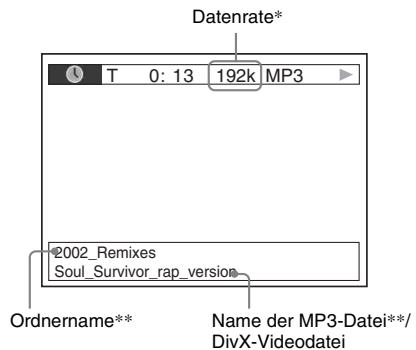 Datenrate*
T 0: 13 192k MP3
2002_Remixes
Soul_Survivor_rap_version
Ordnername**
Name der MP3-Datei**/
DivX-Videodatei